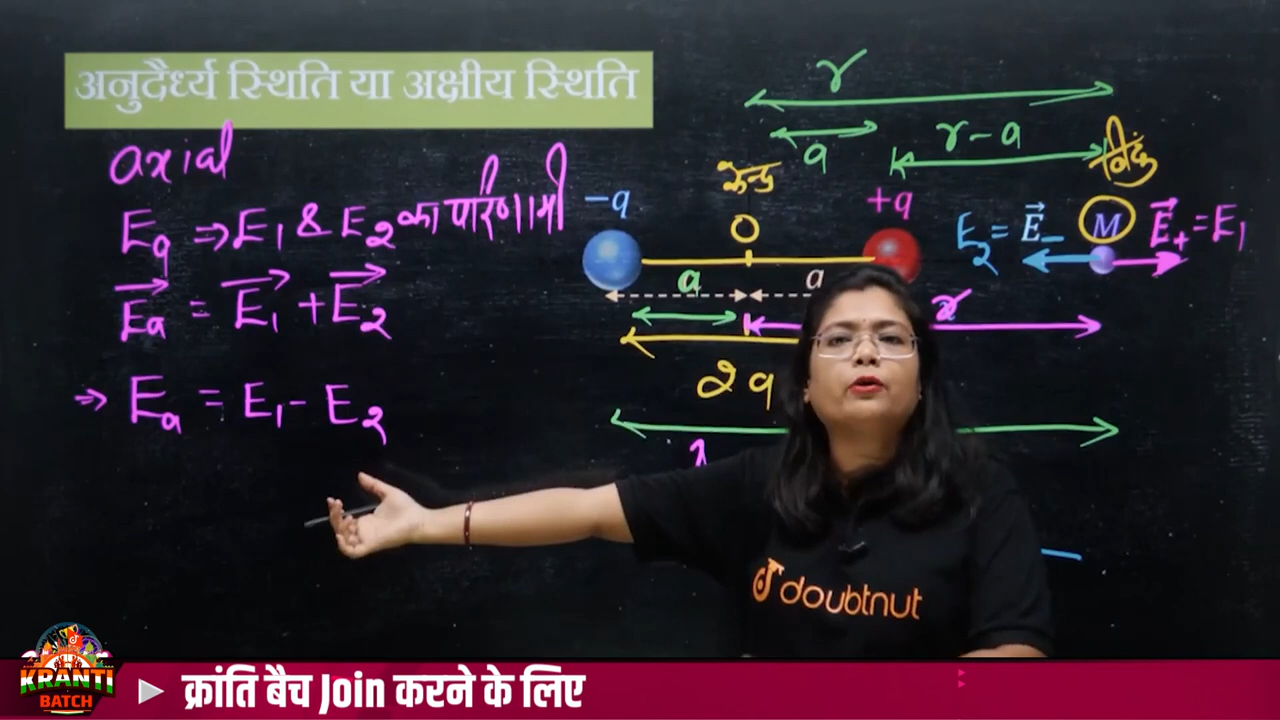 अनुदैर्ध्य स्थिति या अक्षीय स्थिति
axial
Ea ⇒ E1 & E2 का परिणामी
Ea = E1 + E2
⇒ Ea = E1 - E2
r
a
r-a
केन्द्र
बिंदु
-q
O
+q
E2 = E-
M
E+ = E1
a
a
r
2a
doubtnut
KRANTI
BATCH
क्रांति बैच Join करने के लिए